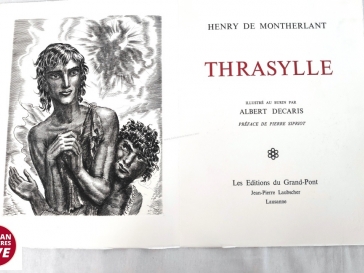 HENRY DE MONTHERLANT
THRASYLLE
ILLUSTRÉ AU BURIN PAR
ALBERT DECARIS
PRÉFACE DE PIERRE SIPRIOT
Les Editions du Grand-Pont
Jean-Pierre Laubscher
Lausanne